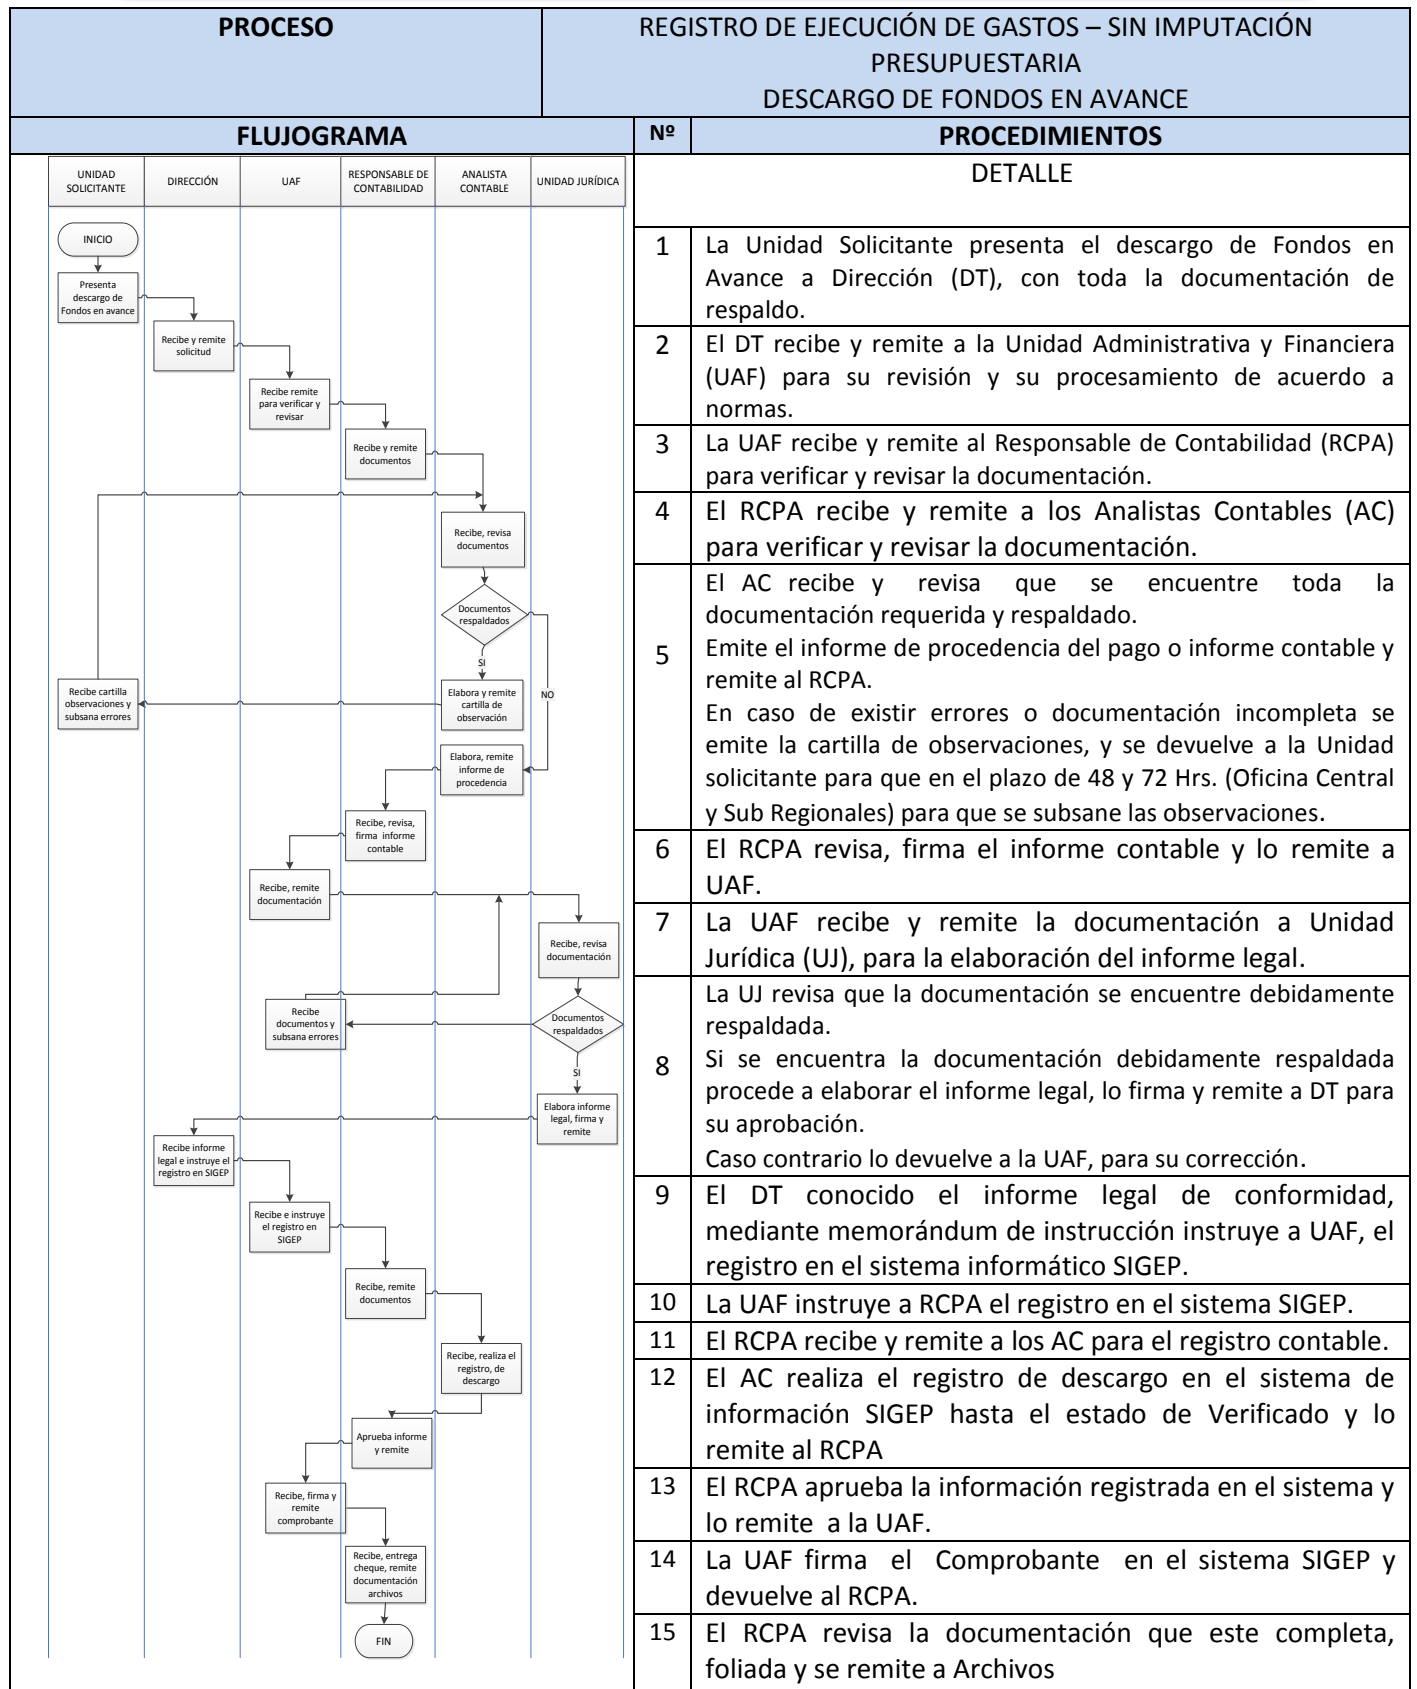 PROCESO
REGISTRO DE EJECUCIÓN DE GASTOS – SIN IMPUTACIÓN
PRESUPUESTARIA
DESCARGO DE FONDOS EN AVANCE
FLUJOGRAMA
Nº
PROCEDIMIENTOS
UNIDAD
SOLICITANTE
DIRECCIÓN
UAF
RESPONSABLE DE
CONTABILIDAD
ANALISTA
CONTABLE
UNIDAD JURÍDICA
INICIO
Presenta
descargo de
Fondos en avance
Recibe y remite
solicitud
Recibe remite
para verificar y
revisar
Recibe y remite
documentos
Recibe, revisa
documentos
Documentos
respaldados
SI
NO
Recibe cartilla
observaciones y
subsana errores
Elabora y remite
cartilla de
observación
Elabora, remite
informe de
procedencia
Recibe, revisa,
firma informe
contable
Recibe, remite
documentación
Recibe, revisa
documentación
Recibe
documentos y
subsana errores
Documentos
respaldados
SI
Elabora informe
legal, firma y
remite
Recibe informe
legal e instruye el
registro en SIGEP
Recibe e instruye
el registro en
SIGEP
Recibe, remite
documentos
Recibe, realiza el
registro, de
descargo
Aprueba informe
y remite
Recibe, firma y
remite
comprobante
Recibe, entrega
cheque, remite
documentación
archivos
FIN
DETALLE
1
La Unidad Solicitante presenta el descargo de Fondos en
Avance a Dirección (DT), con toda la documentación de
respaldo.
2
El DT recibe y remite a la Unidad Administrativa y Financiera
(UAF) para su revisión y su procesamiento de acuerdo a
normas.
3
La UAF recibe y remite al Responsable de Contabilidad (RCPA)
para verificar y revisar la documentación.
4
El RCPA recibe y remite a los Analistas Contables (AC)
para verificar y revisar la documentación.
5
El AC recibe y revisa que se encuentre toda la
documentación requerida y respaldado.
Emite el informe de procedencia del pago o informe contable y
remite al RCPA.
En caso de existir errores o documentación incompleta se
emite la cartilla de observaciones, y se devuelve a la Unidad
solicitante para que en el plazo de 48 y 72 Hrs. (Oficina Central
y Sub Regionales) para que se subsane las observaciones.
6
El RCPA revisa, firma el informe contable y lo remite a
UAF.
7
La UAF recibe y remite la documentación a Unidad
Jurídica (UJ), para la elaboración del informe legal.
8
La UJ revisa que la documentación se encuentre debidamente
respaldada.
Si se encuentra la documentación debidamente respaldada
procede a elaborar el informe legal, lo firma y remite a DT para
su aprobación.
Caso contrario lo devuelve a la UAF, para su corrección.
9
El DT conocido el informe legal de conformidad,
mediante memorándum de instrucción instruye a UAF, el
registro en el sistema informático SIGEP.
10
La UAF instruye a RCPA el registro en el sistema SIGEP.
11
El RCPA recibe y remite a los AC para el registro contable.
12
El AC realiza el registro de descargo en el sistema de
información SIGEP hasta el estado de Verificado y lo
remite al RCPA
13
El RCPA aprueba la información registrada en el sistema y
lo remite a la UAF.
14
La UAF firma el Comprobante en el sistema SIGEP y
devuelve al RCPA.
15
El RCPA revisa la documentación que este completa,
foliada y se remite a Archivos